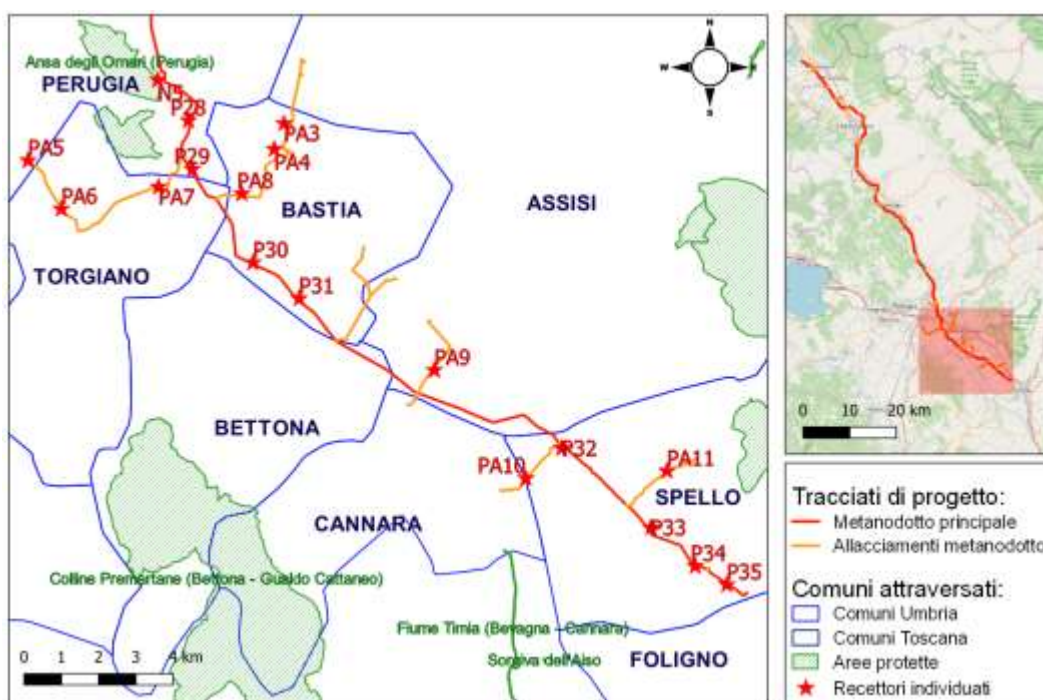 N
W
S
Ansa degli Ornari (Perugia)
PERUGIA
N5
P28
PA3
PA5
PA4
P29
PA6
PA7
PA8
BASTIA
ASSISI
P30
TORGIANO
P31
PA9
BETTONA
P32
PA10
PA11
SPELLO
CANNARA
P33
P34
P35
Colline Premartane (Bettona - Gualdo Cattaneo)
Fiume Timia (Bevagna - Cannara)
Sorgiva dell'Aiso
FOLIGNO
0 1 2 3 4 km
0 10 20 km
Tracciati di progetto:
Metanodotto principale
Allacciamenti metanodotto
Comuni attraversati:
Comuni Umbria
Comuni Toscana
Aree protette
Recettori individuati